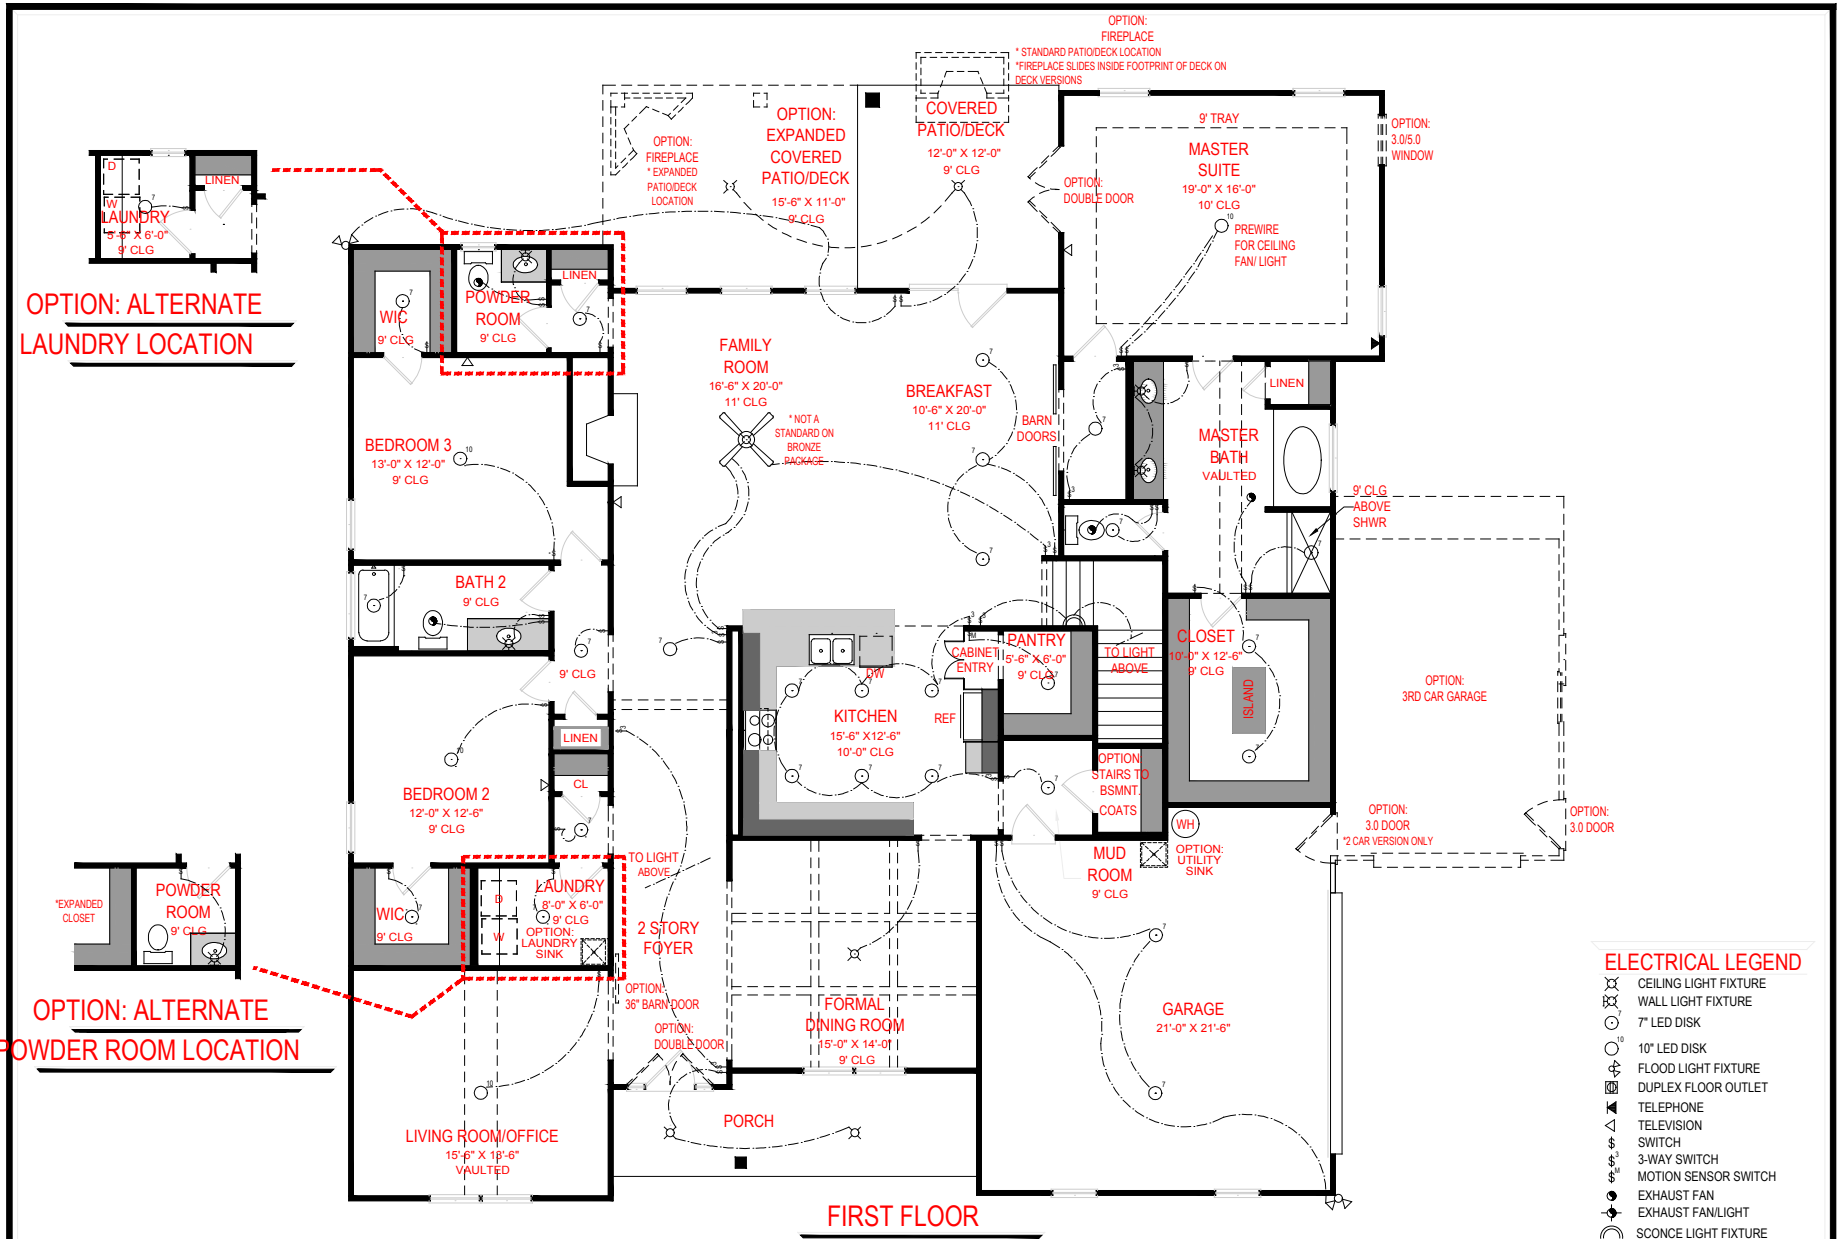 OPTION:
FIREPLACE
* STANDARD PATIO/DECK LOCATION
*FIREPLACE SLIDES INSIDE FOOTPRINT OF DECK ON
DECK VERSIONS
OPTION:
EXPANDED
COVERED
PATIO/DECK
15'-6" X 11'-0"
9' CLG
OPTION:
FIREPLACE
* EXPANDED
PATIO/DECK
LOCATION
COVERED
PATIO/DECK
12'-0" X 12'-0"
9' CLG
OPTION:
DOUBLE DOOR
9' TRAY
MASTER
SUITE
19'-0" X 16'-0"
10' CLG
10
PREWIRE
FOR CEILING
FAN/ LIGHT
OPTION:
3.0/5.0
WINDOW
D
W
LINEN
LAUNDRY
5'-6" X 6'-0"
9' CLG
OPTION: ALTERNATE
LAUNDRY LOCATION
WIC
9' CLG
POWDER
ROOM
9' CLG
LINEN
FAMILY
ROOM
16'-6" X 20'-0"
11' CLG
* NOT A
STANDARD ON
BRONZE
PACKAGE
BREAKFAST
10'-6" X 20'-0"
11' CLG
BARN
DOORS
LINEN
MASTER
BATH
VAULTED
9' CLG
ABOVE
SHWR
BEDROOM 3
13'-0" X 12'-0"
9' CLG
BATH 2
9' CLG
9' CLG
LINEN
CL
BEDROOM 2
12'-0" X 12'-6"
9' CLG
DW
KITCHEN
15'-6" X12'-6"
10'-0" CLG
REF
CABINET
ENTRY
PANTRY
5'-6" X 6'-0"
9' CLG
TO LIGHT
ABOVE
CLOSET
10'-0" X 12'-6"
9' CLG
ISLAND
OPTION:
3RD CAR GARAGE
OPTION
STAIRS TO
BSMNT.
COATS
WH
OPTION:
UTILITY
SINK
OPTION:
3.0 DOOR
*2 CAR VERSION ONLY
OPTION:
3.0 DOOR
MUD
ROOM
9' CLG
TO LIGHT
ABOVE
*EXPANDED
CLOSET
POWDER
ROOM
9' CLG
OPTION: ALTERNATE
POWDER ROOM LOCATION
WIC
9' CLG
D
W
LAUNDRY
8'-0" X 6'-0"
9' CLG
OPTION:
LAUNDRY
SINK
2 STORY
FOYER
OPTION:
36" BARN DOOR
OPTION:
DOUBLE DOOR
FORMAL
DINING ROOM
15'-0" X 14'-0"
9' CLG
GARAGE
21'-0" X 21'-6"
PORCH
LIVING ROOM/OFFICE
15'-6" X 13'-6"
VAULTED
FIRST FLOOR
ELECTRICAL LEGEND
CEILING LIGHT FIXTURE
WALL LIGHT FIXTURE
7 7" LED DISK
10 10" LED DISK
FLOOD LIGHT FIXTURE
DUPLEX FLOOR OUTLET
TELEPHONE
TELEVISION
$ SWITCH
$3 3-WAY SWITCH
$M MOTION SENSOR SWITCH
EXHAUST FAN
EXHAUST FAN/LIGHT
SCONCE LIGHT FIXTURE